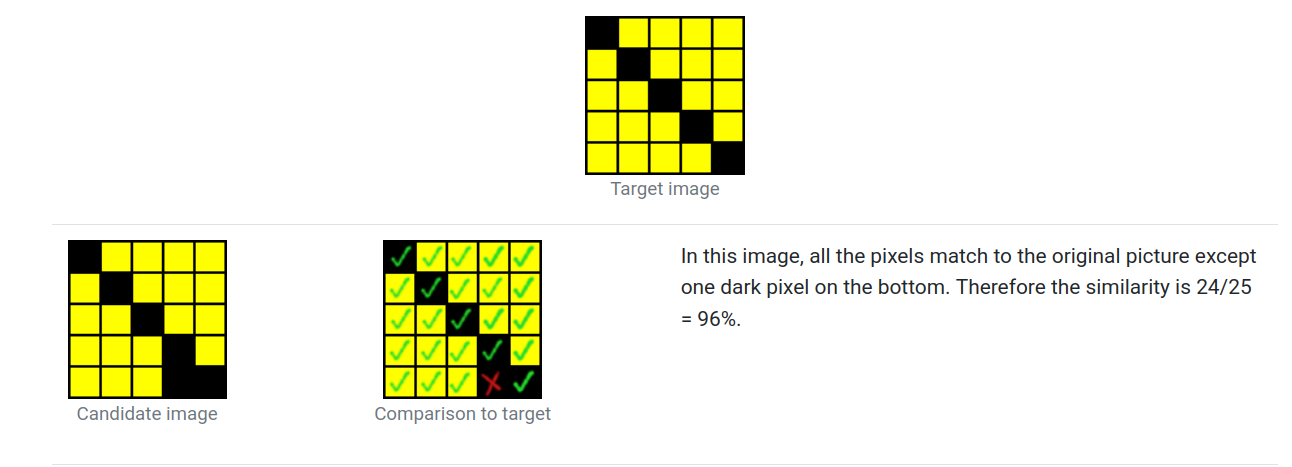 Target image
In this image, all the pixels match to the original picture except
one dark pixel on the bottom. Therefore the similarity is 24/25
= 96%.
Candidate image
Comparison to target